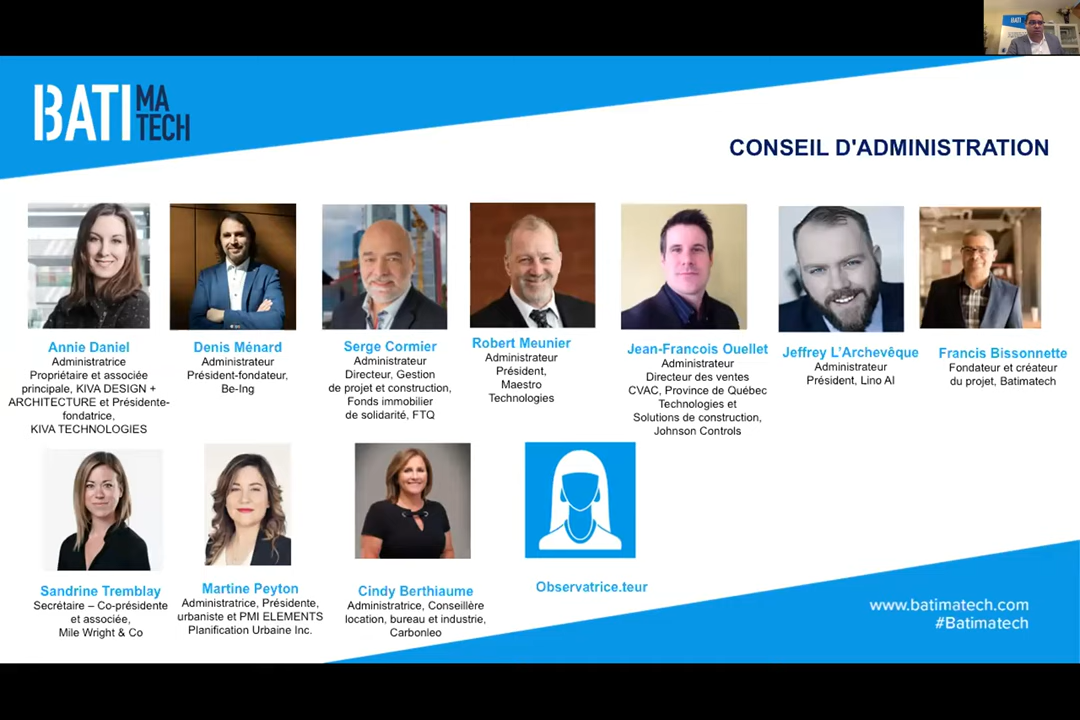 BATI
BATI MA
TECH
CONSEIL D'ADMINISTRATION
Annie Daniel
Administratrice
Propriétaire et associée
principale, KIVA DESIGN +
ARCHITECTURE et Présidente-
fondatrice,
KIVA TECHNOLOGIES
Denis Ménard
Administrateur
Président-fondateur,
Be-Ing
Serge Cormier
Administrateur
Directeur, Gestion
de projet et construction,
Fonds immobilier
de solidarité, FTQ
Robert Meunier
Administrateur
Président,
Maestro
Technologies
Jean-Francois Ouellet
Administrateur
Directeur des ventes
CVAC, Province de Québec
Technologies et
Solutions de construction,
Johnson Controls
Jeffrey L'Archevêque
Administrateur
Président, Lino AI
Francis Bissonnette
Fondateur et créateur
du projet, Batimatech
Sandrine Tremblay
Secrétaire – Co-présidente
et associée,
Mile Wright & Co
Martine Peyton
Administratrice, Présidente,
urbaniste et PMI ELEMENTS
Planification Urbaine Inc.
Cindy Berthiaume
Administratrice, Conseillère
location, bureau et industrie,
Carbonleo
Observatrice.teur
www.batimatech.com
#Batimatech